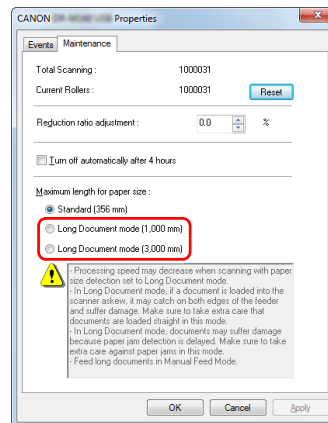 CANON Properties
Events Maintenance
Total Scanning : 1000031
Current Rollers : 1000031 Reset
Reduction ratio adjustment : 0.0 %
Turn off automatically after 4 hours
Maximum length for paper size :
Standard (356 mm)
Long Document mode (1,000 mm)
Long Document mode (3,000 mm)
- Processing speed may decrease when scanning with paper
size detection set to Long Document mode.
- In Long Document mode, if a document is loaded into the
scanner askew, it may catch on both edges of the feeder
and suffer damage. Make sure to take extra care that
documents are loaded straight in this mode.
- In Long Document mode, documents may suffer damage
because paper jam detection is delayed. Make sure to take
extra care against paper jams in this mode.
- Feed long documents in Manual Feed Mode.
OK Cancel Apply